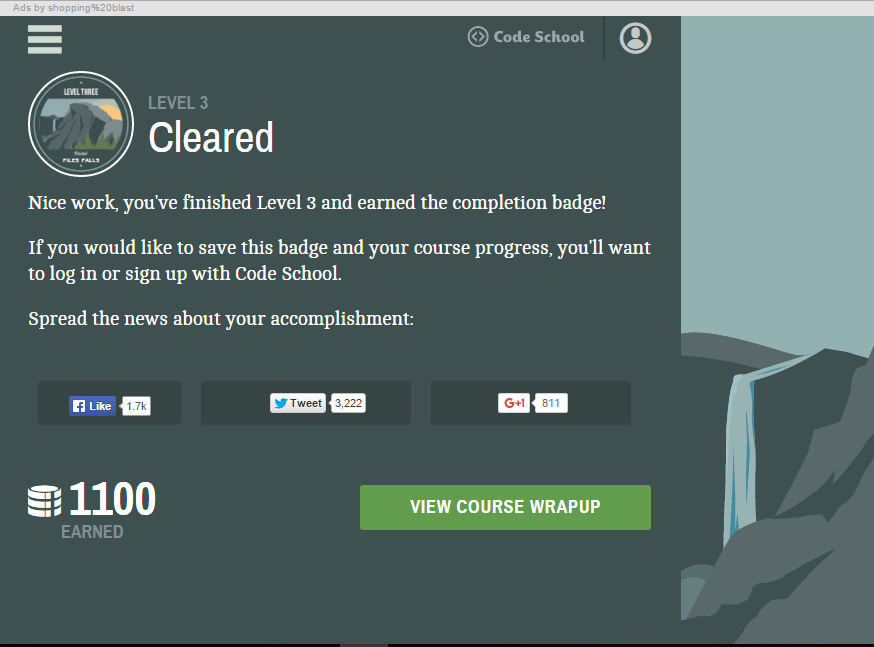 Ads by shopping%20blast
Code School
LEVEL THREE
Visited
FILES FALLS
LEVEL 3
Cleared
Nice work, you've finished Level 3 and earned the completion badge!
If you would like to save this badge and your course progress, you'll want
to log in or sign up with Code School.
Spread the news about your accomplishment:
Like 1.7k
Tweet 3,222
G+1 811
1100
EARNED
VIEW COURSE WRAPUP